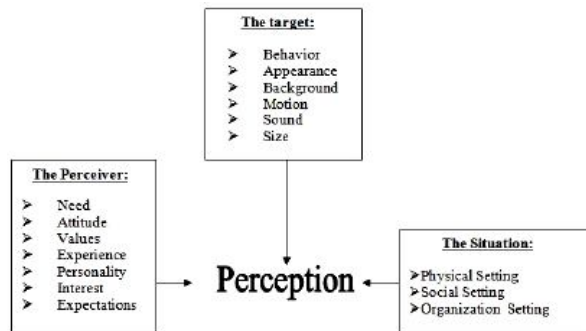 The target:
➢ Behavior
➢ Appearance
➢ Background
➢ Motion
➢ Sound
➢ Size
The Perceiver:
➢ Need
➢ Attitude
➢ Values
➢ Experience
➢ Personality
➢ Interest
➢ Expectations
Perception
The Situation:
➢Physical Setting
➢Social Setting
➢Organization Setting